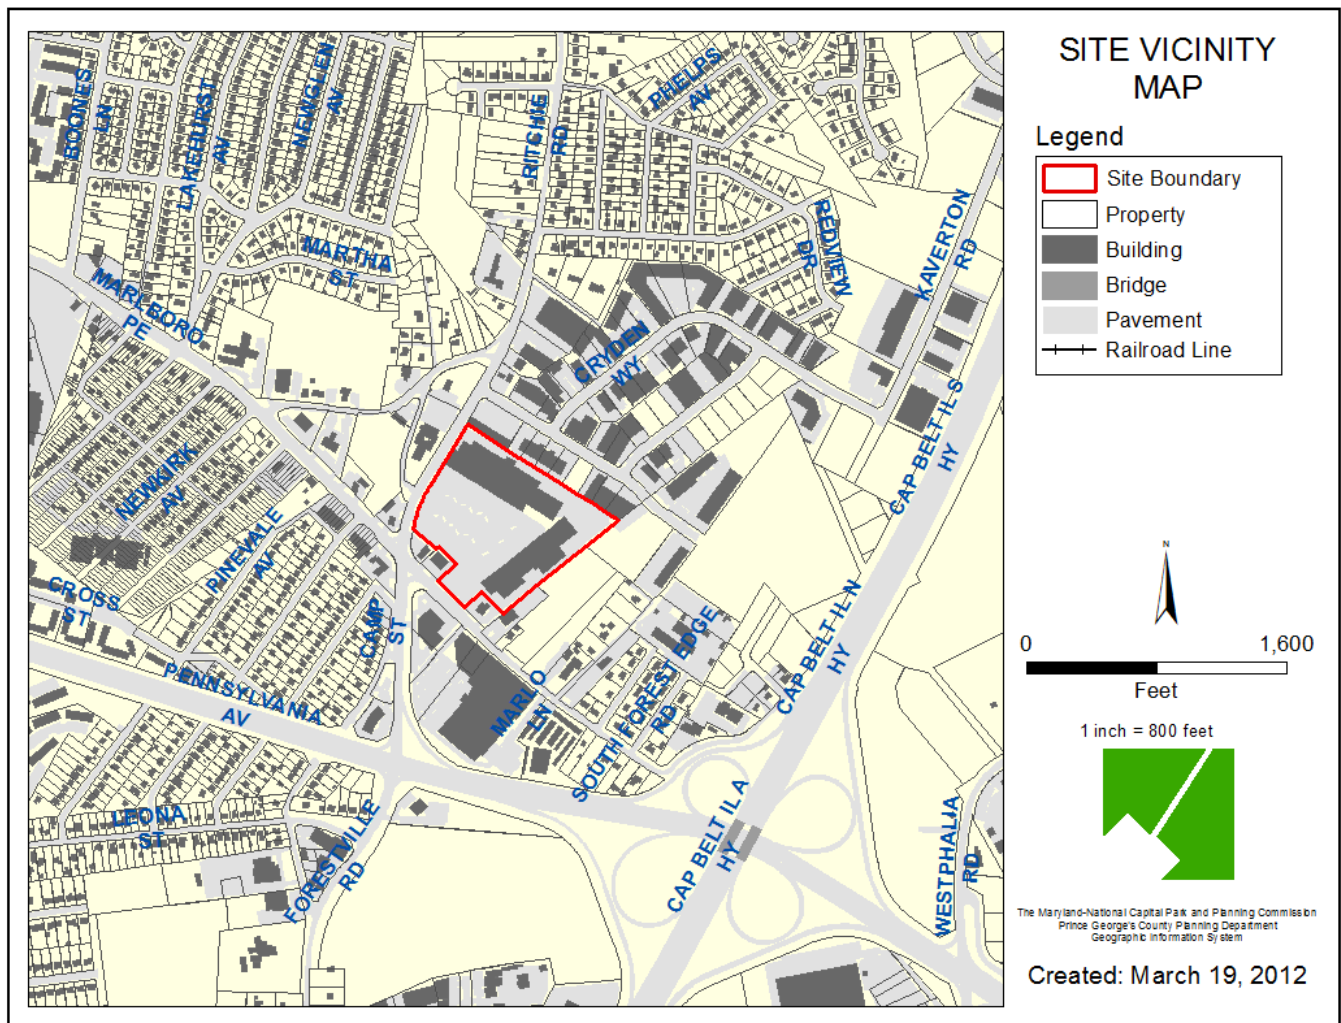 SITE VICINITY
MAP
Legend
Site Boundary
Property
Building
Bridge
Pavement
Railroad Line
N
0 1,600
Feet
1 inch = 800 feet
The Maryland-National Capital Park and Planning Commission
Prince George's County Planning Department
Geographic Information System
Created: March 19, 2012
BOONES
LN
LAKEHURST
AV
NEWGLEN
AV
RITCHIE
RD
PHELPS
AV
MARTHA
ST
REDVIEW
DR
KAVERTON
RD
MARLBORO
PE
CRYDEN
WY
CAP BELT IL S
HY
NEWKIRK
AV
PINEVALE
AV
CROSS
ST
CAMP
ST
PENNSYLVANIA
AV
MARLO
LN
SOUTH FOREST EDGE
RD
CAP BELT IL N
HY
LEONA
ST
FORESTVILLE
RD
CAP BELT IL A
HY
WESTPHALIA
RD